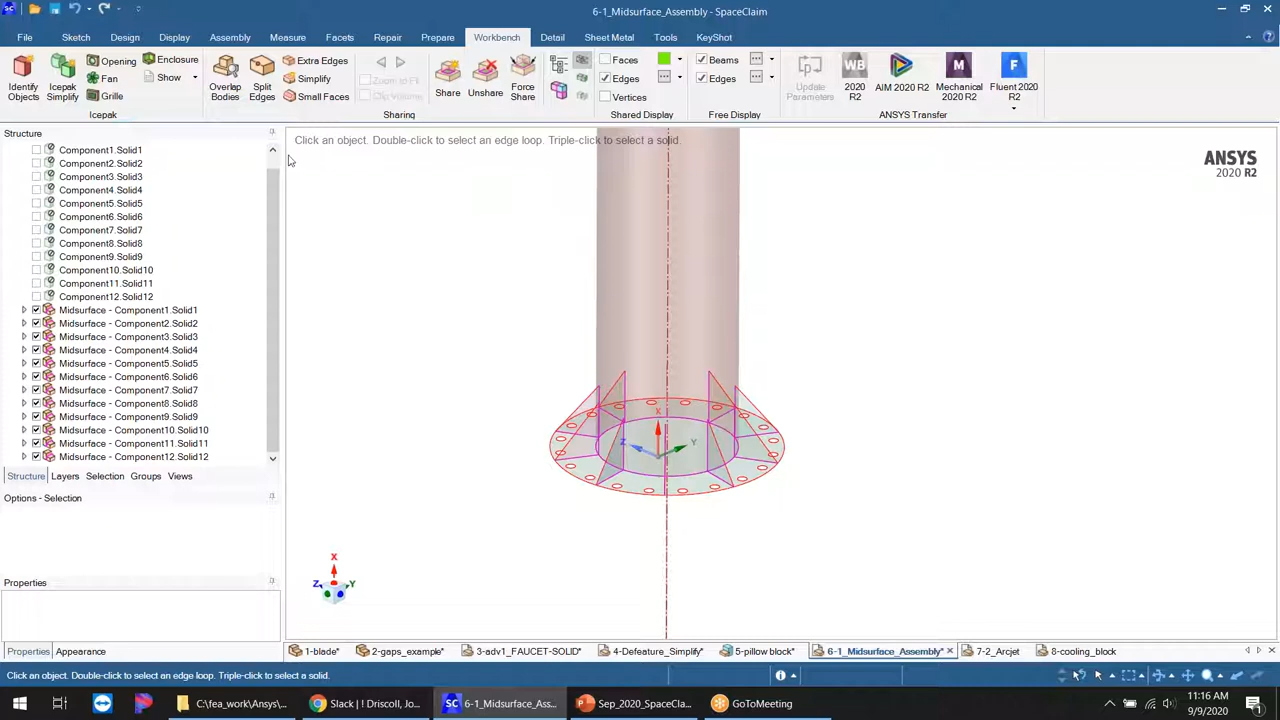 6-1_Midsurface_Assembly - SpaceClaim
File Sketch Design Display Assembly Measure Facets Repair Prepare Workbench Detail Sheet Metal Tools KeyShot
Identify Objects
Icepak Simplify
Opening
Fan
Grille
Enclosure
Show
Icepak
Overlap Bodies
Split Edges
Extra Edges
Simplify
Small Faces
Zoom to Fit
Clip Volume
Share
Unshare
Force Share
Sharing
Faces
Edges
Vertices
Shared Display
Beams
Edges
Free Display
Update Parameters
WB
2020 R2
AIM 2020 R2
M
Mechanical 2020 R2
F
Fluent 2020 R2
ANSYS Transfer
Structure
Component1.Solid1
Component2.Solid2
Component3.Solid3
Component4.Solid4
Component5.Solid5
Component6.Solid6
Component7.Solid7
Component8.Solid8
Component9.Solid9
Component10.Solid10
Component11.Solid11
Component12.Solid12
Midsurface - Component1.Solid1
Midsurface - Component2.Solid2
Midsurface - Component3.Solid3
Midsurface - Component4.Solid4
Midsurface - Component5.Solid5
Midsurface - Component6.Solid6
Midsurface - Component7.Solid7
Midsurface - Component8.Solid8
Midsurface - Component9.Solid9
Midsurface - Component10.Solid10
Midsurface - Component11.Solid11
Midsurface - Component12.Solid12
Structure Layers Selection Groups Views
Options - Selection
Properties
Properties Appearance
Click an object. Double-click to select an edge loop. Triple-click to select a solid.
ANSYS
2020 R2
X
Z
Y
X
Z
Y
1-blade* 2-gaps_example* 3-adv1_FAUCET-SOLID* 4-Defeature_Simplify* 5-pillow block* 6-1_Midsurface_Assembly* 7-2_Arcjet 8-cooling_block
Click an object. Double-click to select an edge loop. Triple-click to select a solid.
C:\fea_work\Ansys\... Slack | ! Driscoll, Jo... SC 6-1_Midsurface_Ass... Sep_2020_SpaceCla... GoToMeeting
11:16 AM
9/9/2020